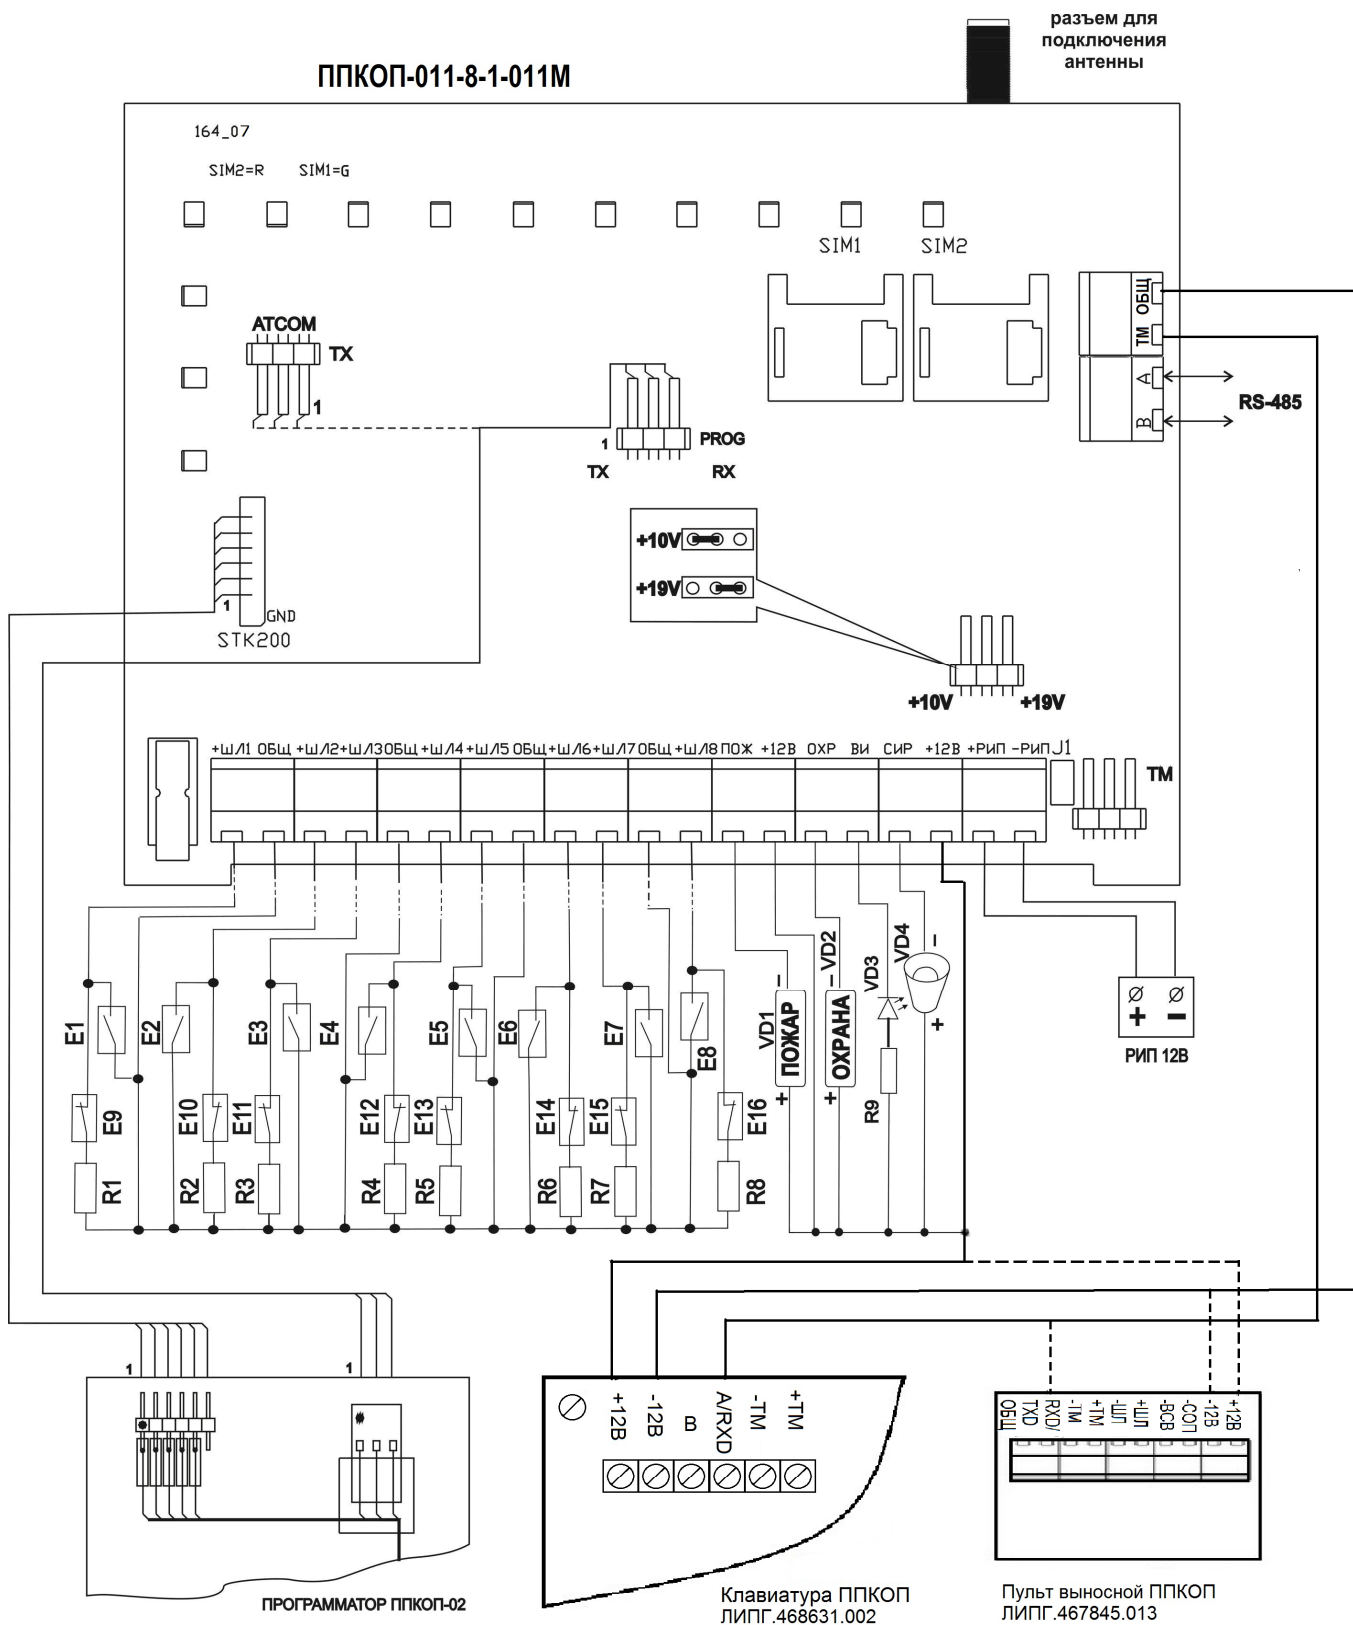 разъем для
подключения
антенны
ППКОП-011-8-1-011М
164_07
SIM2=R SIM1=G
SIM1 SIM2
ОБЩ
ТМ
A
B
RS-485
ATCOM
TX
1
1
PROG
TX RX
+10V
+19V
1
GND
STK200
+10V +19V
+ШЛ1 ОБЩ +ШЛ2 +ШЛ3 ОБЩ +ШЛ4 +ШЛ5 ОБЩ +ШЛ6 +ШЛ7 ОБЩ +ШЛ8 ПОЖ +12В ОХР ВИ СИР +12В +РИП -РИП J1
ТМ
E1 E2 E3 E4 E5 E6 E7 E8
VD1 ПОЖАР - +
VD2 ОХРАНА - +
VD3
VD4 - +
R9
+ -
РИП 12В
E9 E10 E11 E12 E13 E14 E15 E16
R1 R2 R3 R4 R5 R6 R7 R8
1 1
ПРОГРАММАТОР ППКОП-02
+12В -12В B A/RXD -ТМ +ТМ
Клавиатура ППКОП
ЛИПГ.468631.002
ОБЩ TXD RXD/ -ТМ +ТМ -ШЛ +ШЛ -ВСВ -СОП -12В +12В
Пульт выносной ППКОП
ЛИПГ.467845.013